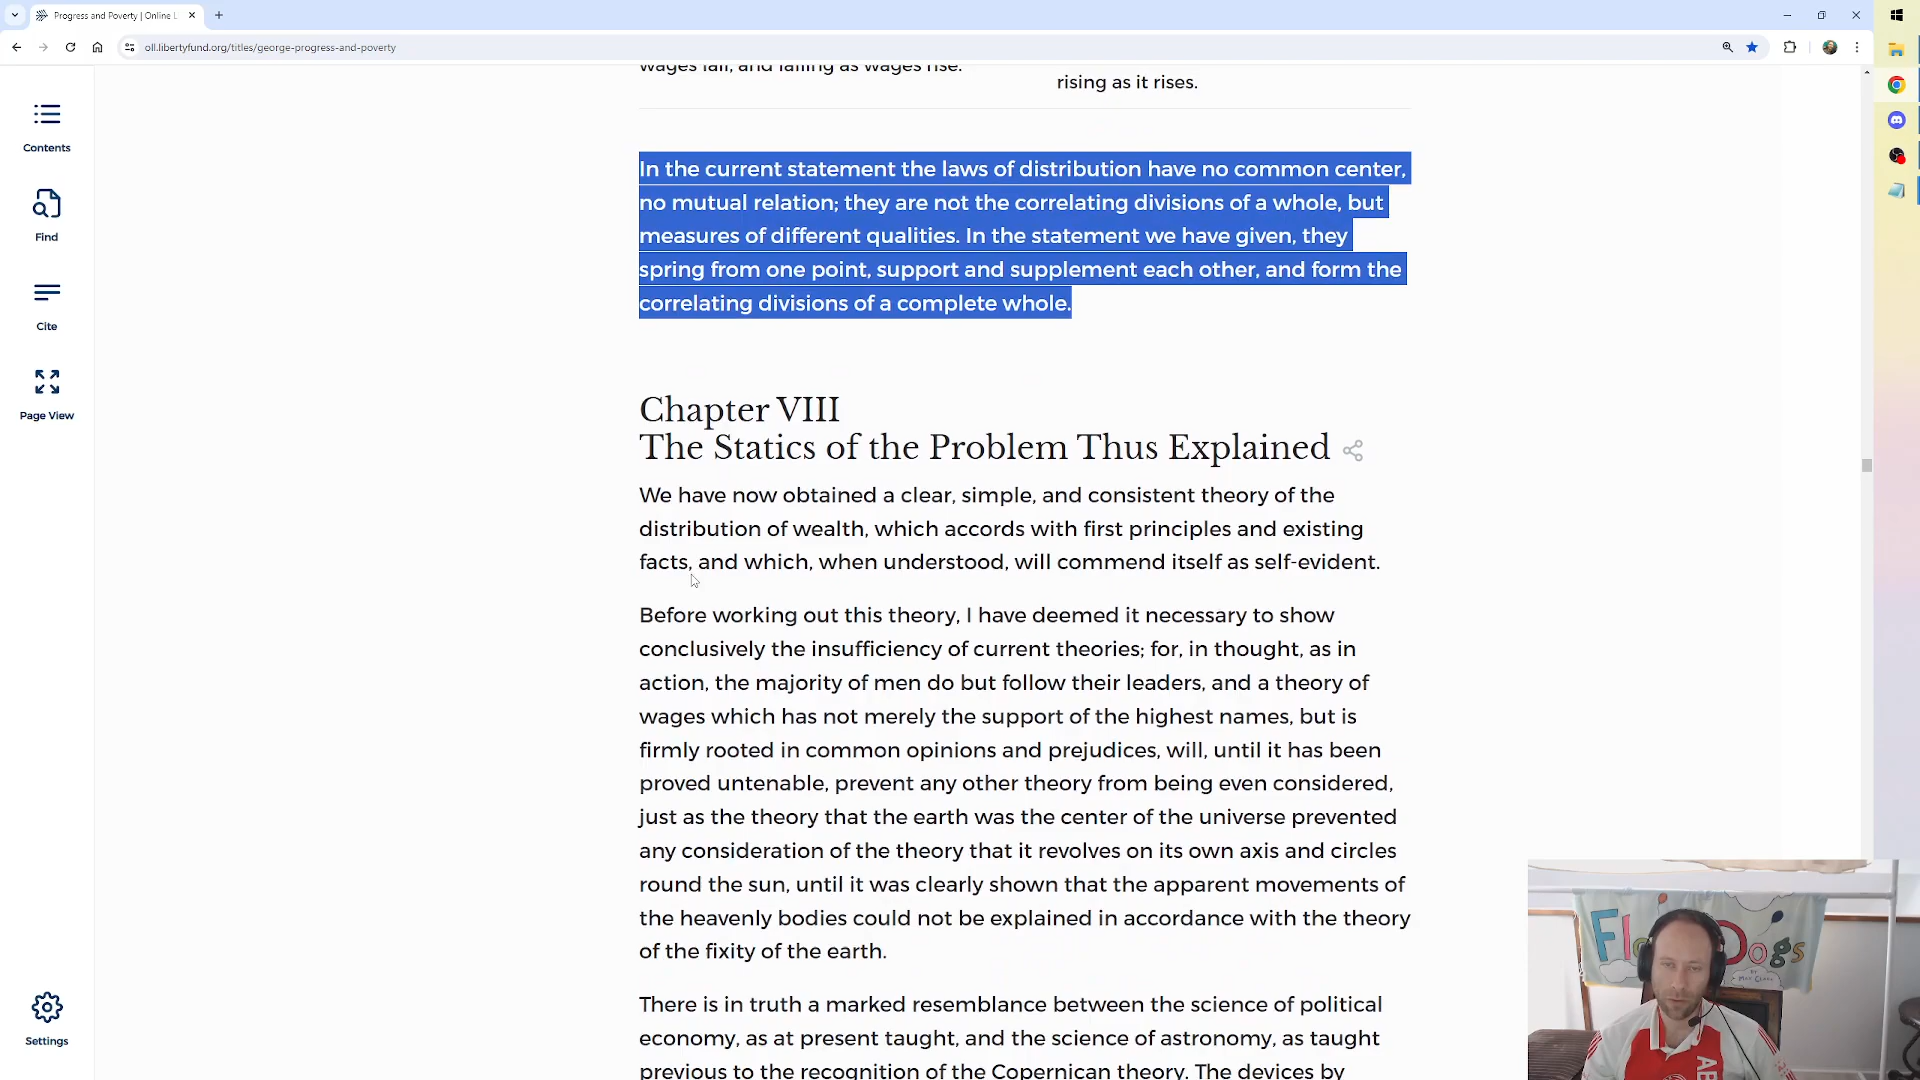 Progress and Poverty | Online L
oll.libertyfund.org/titles/george-progress-and-poverty
Contents
Find
Cite
Page View
Settings
wages fall, and falling as wages rise.
rising as it rises.
In the current statement the laws of distribution have no common center,
no mutual relation; they are not the correlating divisions of a whole, but
measures of different qualities. In the statement we have given, they
spring from one point, support and supplement each other, and form the
correlating divisions of a complete whole.
Chapter VIII
The Statics of the Problem Thus Explained
We have now obtained a clear, simple, and consistent theory of the
distribution of wealth, which accords with first principles and existing
facts, and which, when understood, will commend itself as self-evident.
Before working out this theory, I have deemed it necessary to show
conclusively the insufficiency of current theories; for, in thought, as in
action, the majority of men do but follow their leaders, and a theory of
wages which has not merely the support of the highest names, but is
firmly rooted in common opinions and prejudices, will, until it has been
proved untenable, prevent any other theory from being even considered,
just as the theory that the earth was the center of the universe prevented
any consideration of the theory that it revolves on its own axis and circles
round the sun, until it was clearly shown that the apparent movements of
the heavenly bodies could not be explained in accordance with the theory
of the fixity of the earth.
There is in truth a marked resemblance between the science of political
economy, as at present taught, and the science of astronomy, as taught
previous to the recognition of the Copernican theory. The devices by
Dogs